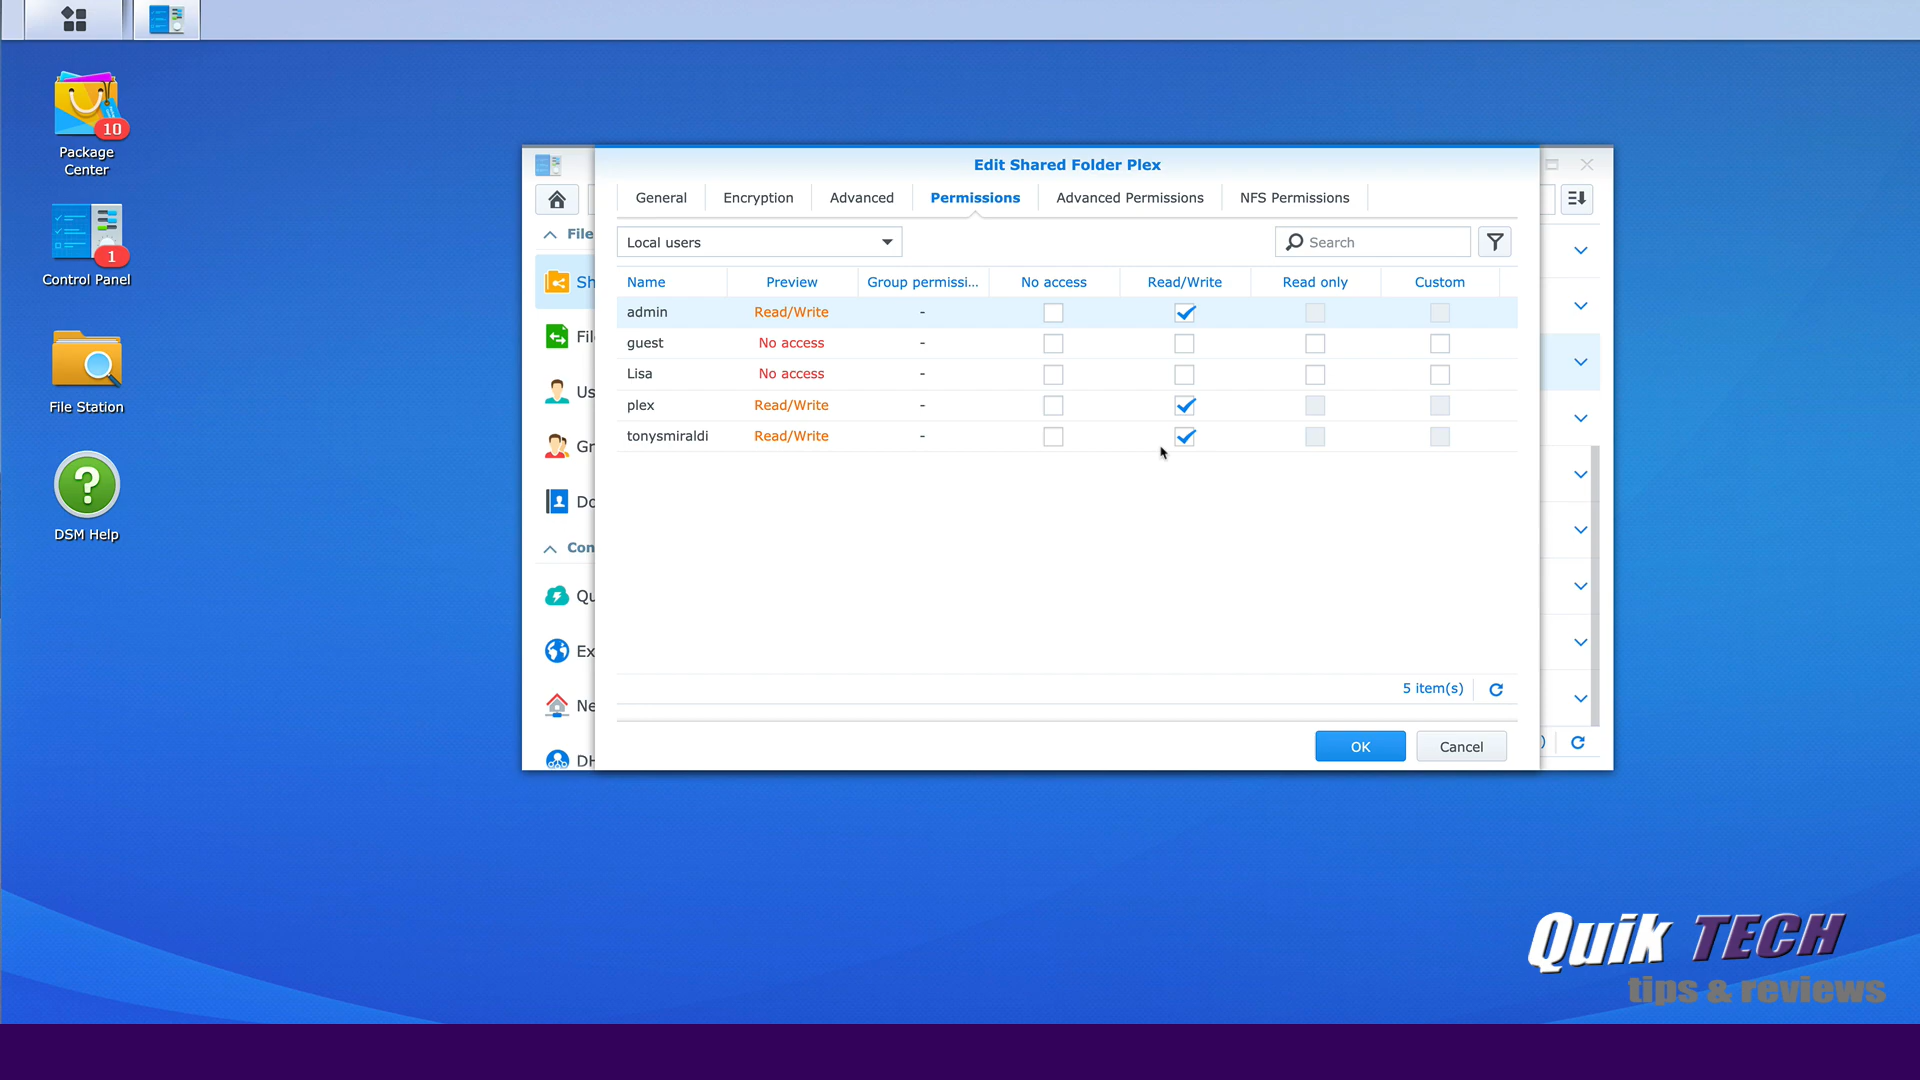 10
Package
Center
1
Control Panel
File Station
?
DSM Help
Edit Shared Folder Plex
General
Encryption
Advanced
Permissions
Advanced Permissions
NFS Permissions
Local users
Search
Name
Preview
Group permissi...
No access
Read/Write
Read only
Custom
admin
Read/Write
-
guest
No access
-
Lisa
No access
-
plex
Read/Write
-
tonysmiraldi
Read/Write
-
5 item(s)
OK
Cancel
File
Sh
File
Us
Gr
Do
Con
Qu
Ex
Ne
DH
)
Quik TECH
tips & reviews